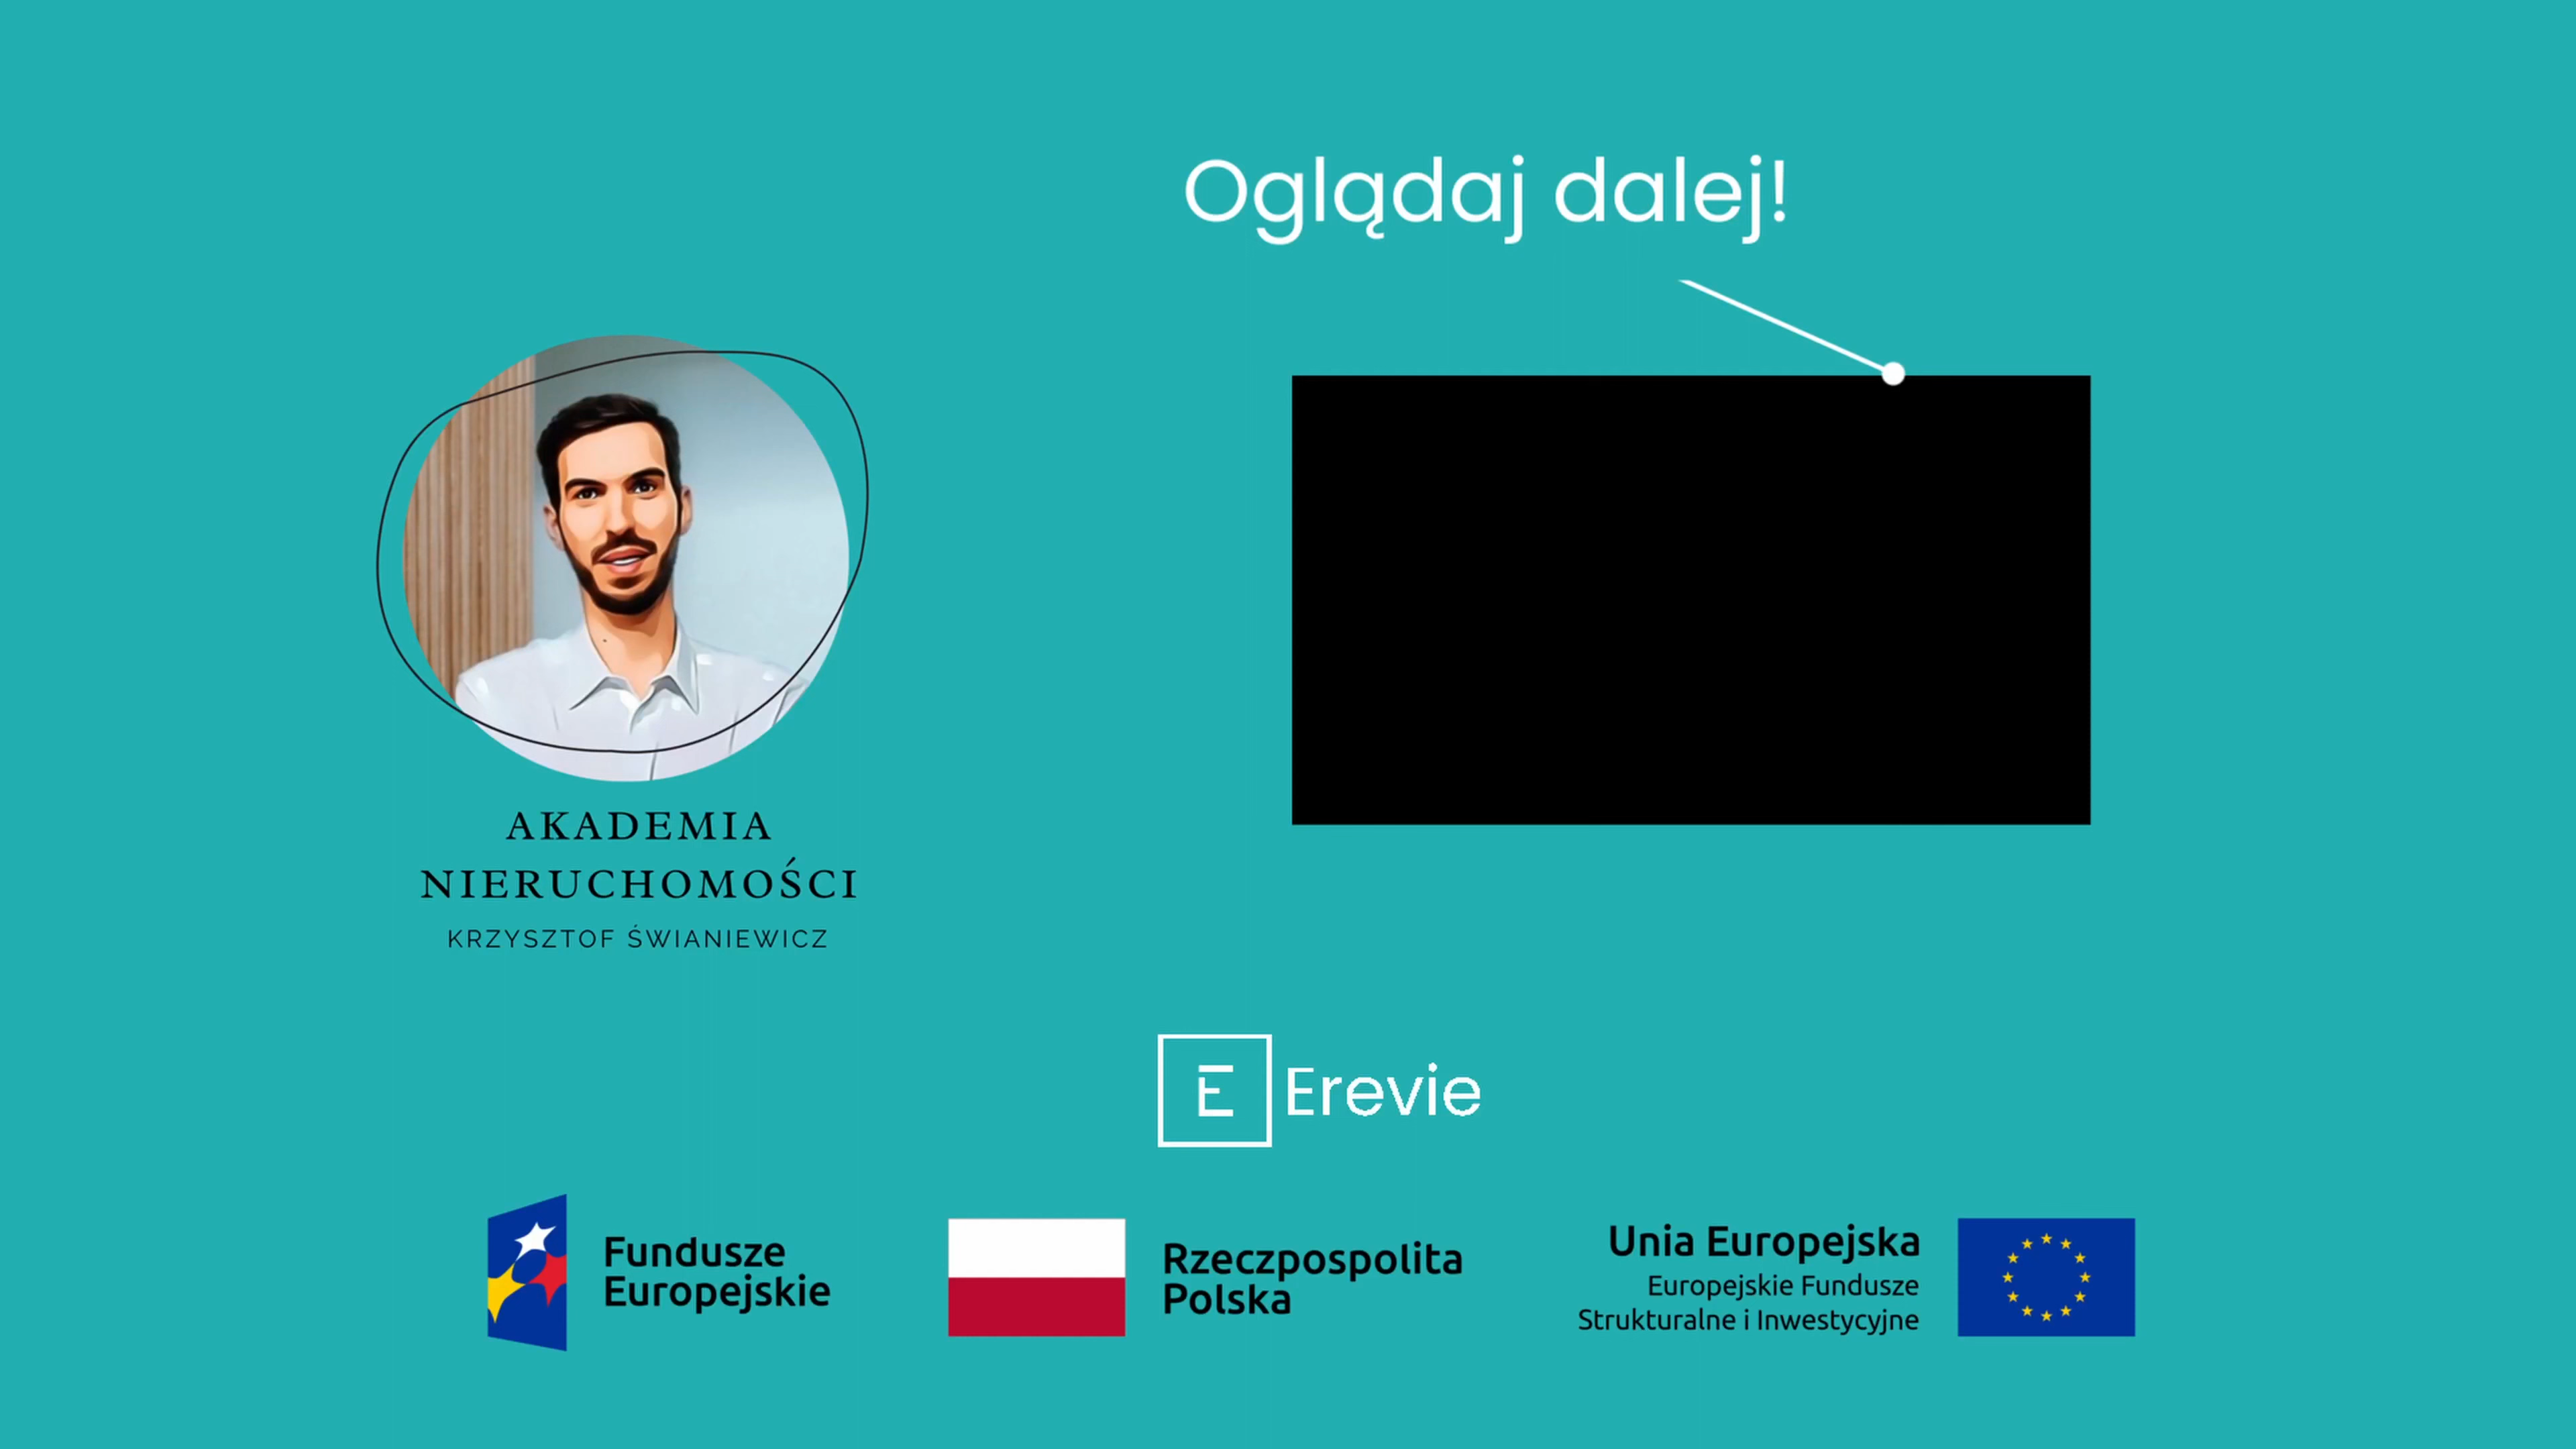 Oglądaj dalej!
AKADEMIA
NIERUCHOMOŚCI
KRZYSZTOF ŚWIANIEWICZ
E Erevie
Fundusze
Europejskie
Rzeczpospolita
Polska
Unia Europejska
Europejskie Fundusze
Strukturalne i Inwestycyjne